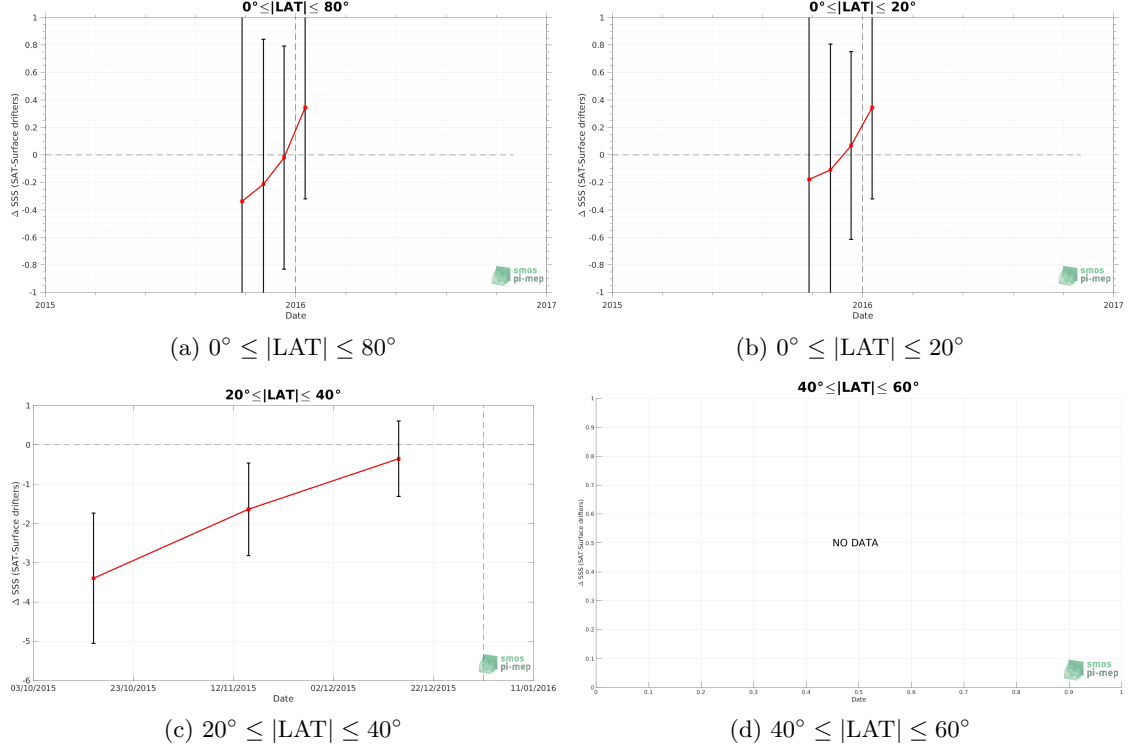 0°≤|LAT|≤ 80°
1
0.8
0.6
0.4
0.2
0
-0.2
-0.4
-0.6
-0.8
-1
Δ SSS (SAT-Surface drifters)
2015
2016
2017
Date
smos
pi-mep
(a) 0° ≤ |LAT| ≤ 80°
0°≤|LAT|≤ 20°
1
0.8
0.6
0.4
0.2
0
-0.2
-0.4
-0.6
-0.8
-1
Δ SSS (SAT-Surface drifters)
2015
2016
2017
Date
smos
pi-mep
(b) 0° ≤ |LAT| ≤ 20°
20°≤|LAT|≤ 40°
1
0
-1
-2
-3
-4
-5
-6
Δ SSS (SAT-Surface drifters)
03/10/2015
23/10/2015
12/11/2015
02/12/2015
22/12/2015
11/01/2016
Date
smos
pi-mep
(c) 20° ≤ |LAT| ≤ 40°
40°≤|LAT|≤ 60°
1
0.9
0.8
0.7
0.6
0.5
0.4
0.3
0.2
0.1
0
Δ SSS (SAT-Surface drifters)
NO DATA
0
0.1
0.2
0.3
0.4
0.5
0.6
0.7
0.8
0.9
1
Date
smos
pi-mep
(d) 40° ≤ |LAT| ≤ 60°